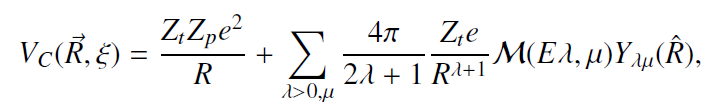 $V_C(\vec{R}, \xi) = \frac{Z_t Z_p e^2}{R} + \sum_{\lambda>0,\mu} \frac{4\pi}{2\lambda+1} \frac{Z_t e}{R^{\lambda+1}} \mathcal{M}(E\lambda, \mu) Y_{\lambda\mu}(\hat{R}),$